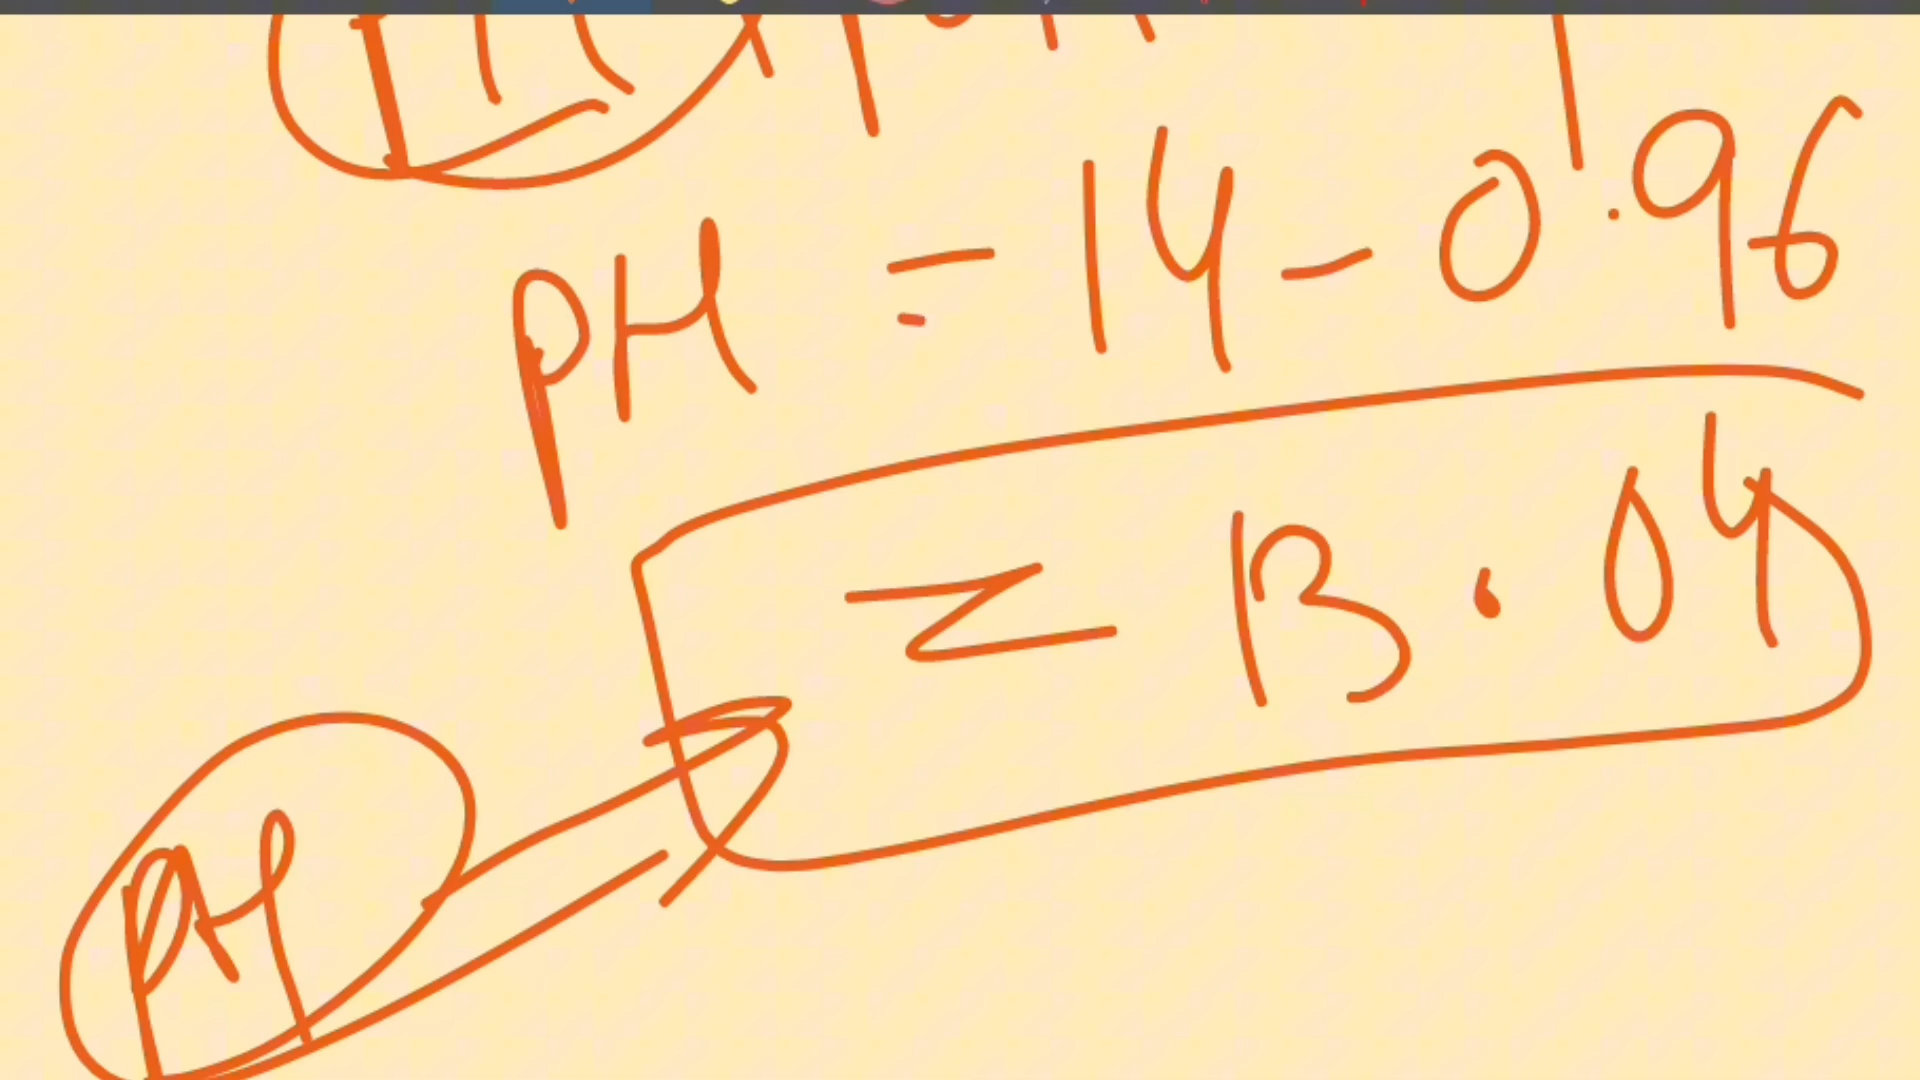 pH = 14 - 0.96
= 13.04
pH